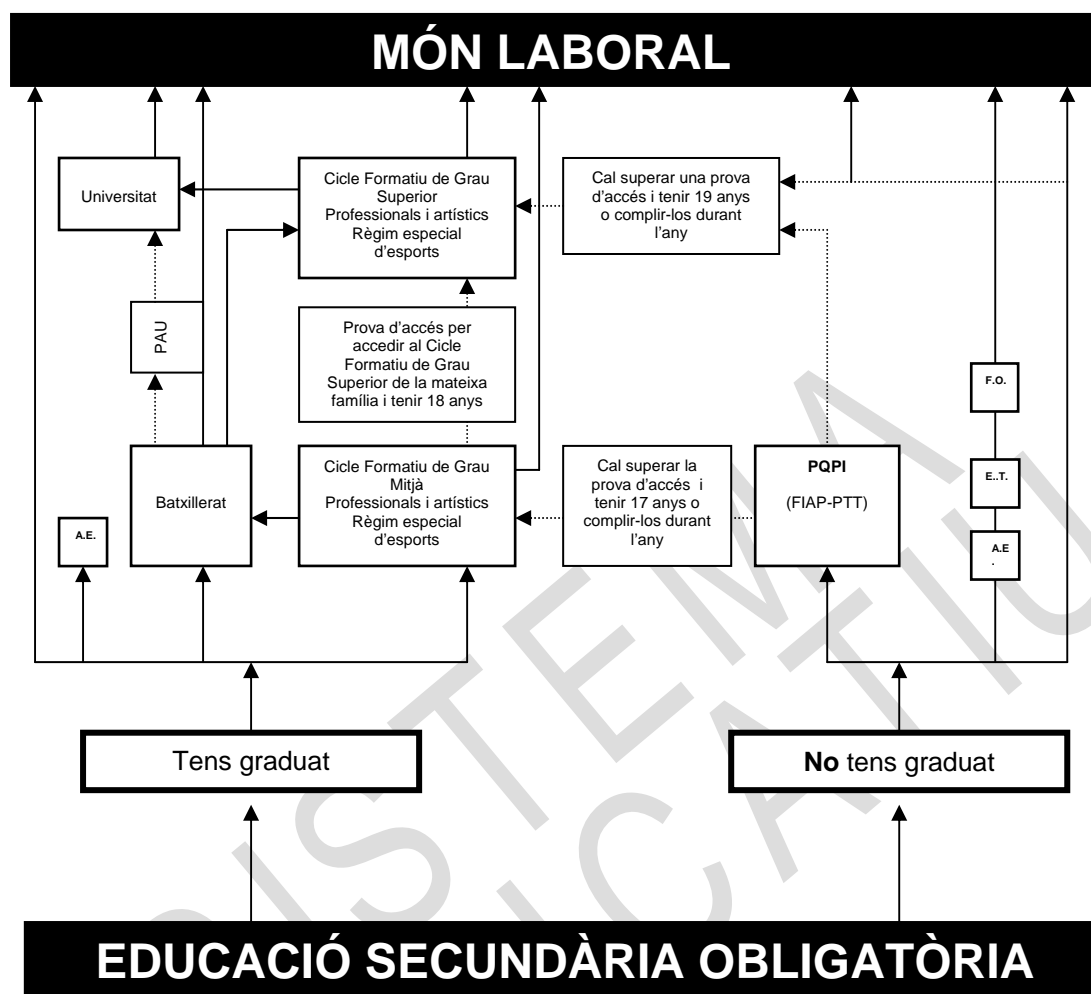 MÓN LABORAL
Universitat
Cicle Formatiu de Grau
Superior
Professionals i artístics
Règim especial
d'esports
Cal superar una prova
d'accés i tenir 19 anys
o complir-los durant
l'any
PAU
Prova d'accés per
accedir al Cicle
Formatiu de Grau
Superior de la mateixa
família i tenir 18 anys
F.O.
A.E.
Batxillerat
Cicle Formatiu de Grau
Mitjà
Professionals i artístics
Règim especial
d'esports
Cal superar la
prova d'accés i
tenir 17 anys o
complir-los durant
l'any
PQPI
(FIAP-PTT)
E..T.
A.E
.
Tens graduat
No tens graduat
EDUCACIÓ SECUNDÀRIA OBLIGATÒRIA